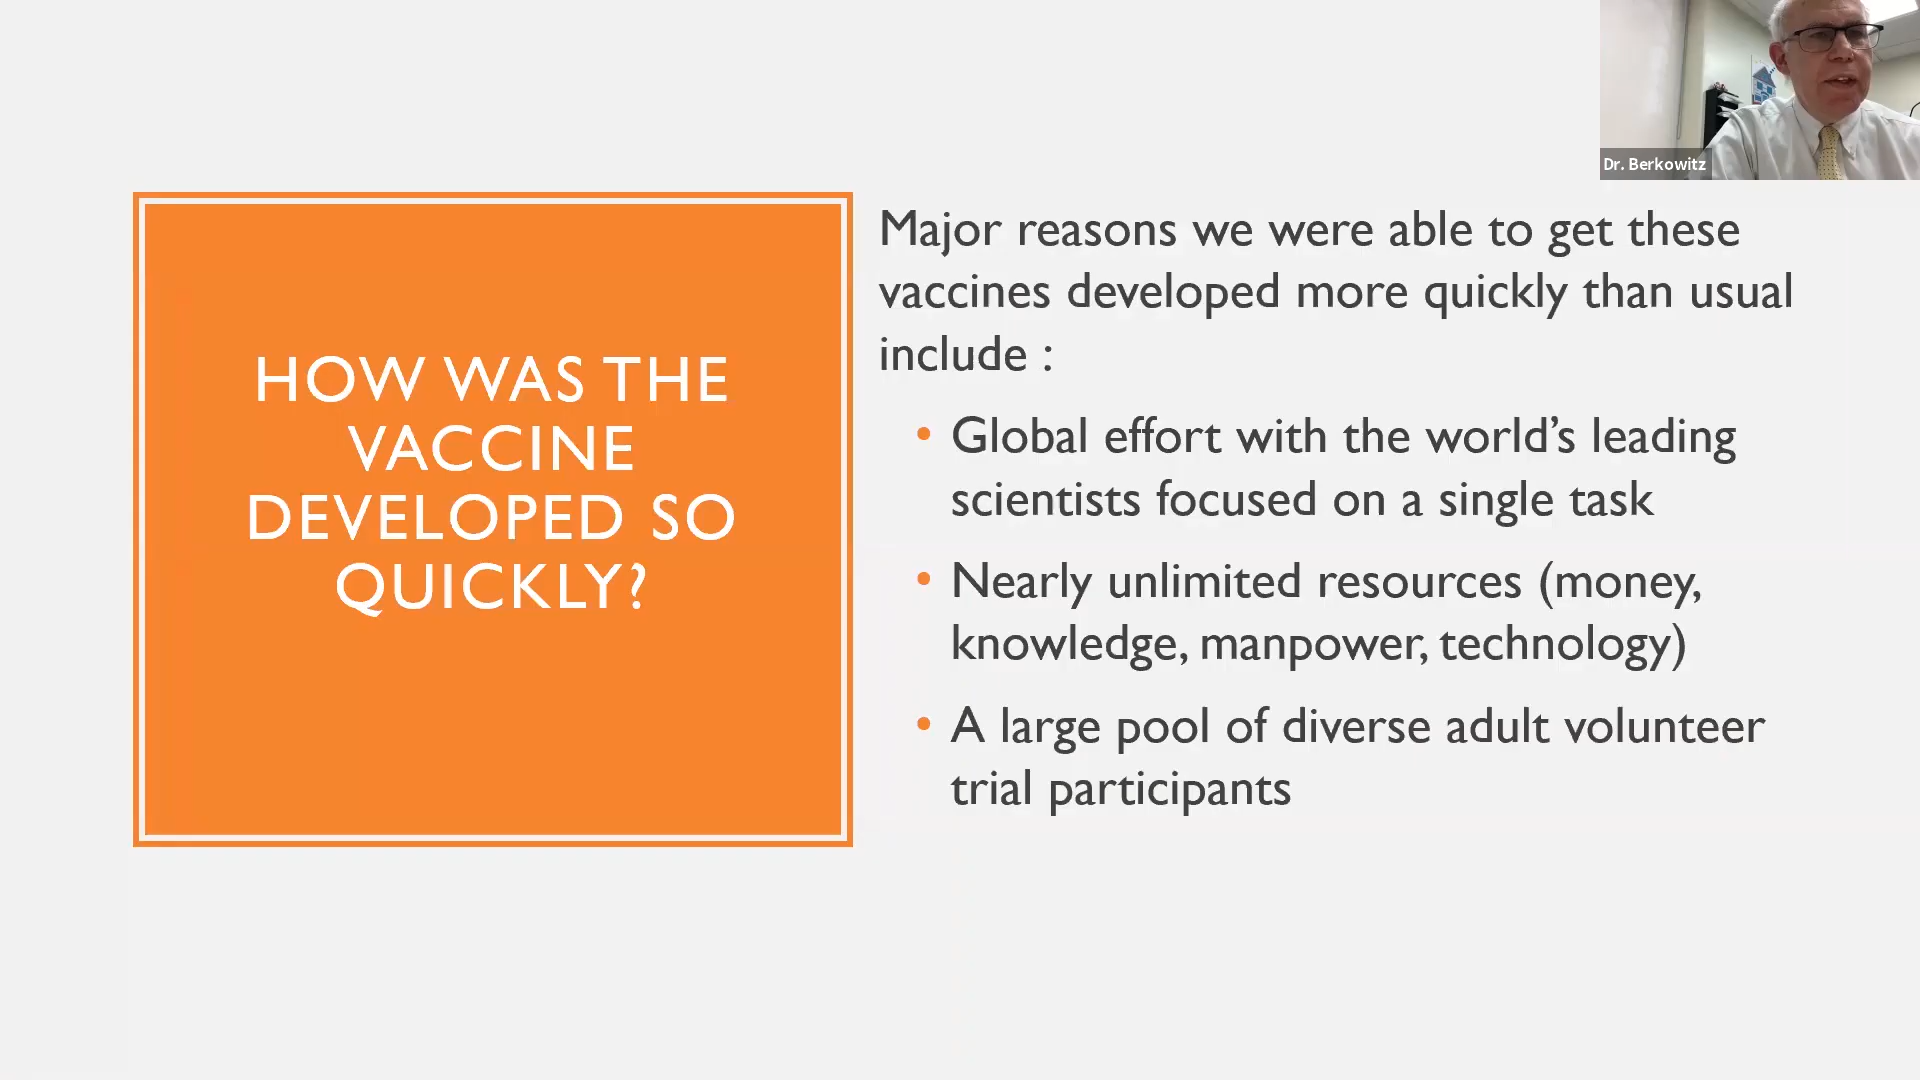 Dr. Berkowitz
HOW WAS THE
VACCINE
DEVELOPED SO
QUICKLY?
Major reasons we were able to get these
vaccines developed more quickly than usual
include :
• Global effort with the world’s leading
scientists focused on a single task
• Nearly unlimited resources (money,
knowledge, manpower, technology)
• A large pool of diverse adult volunteer
trial participants